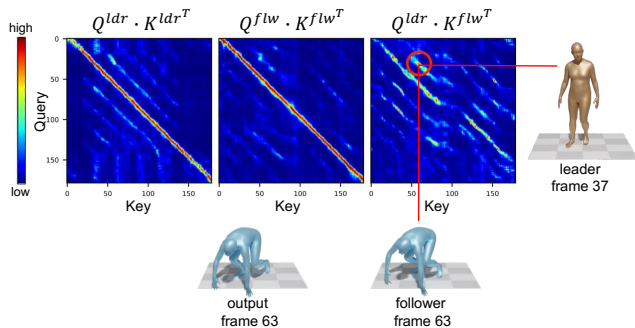 Q^{ldr} · K^{ldr^T} Q^{flw} · K^{flw^T} Q^{ldr} · K^{flw^T}
high
low
Query
0
50
100
150
0 50 100 150
0 50 100 150
0 50 100 150
Key Key Key
leader
frame 37
output
frame 63
follower
frame 63